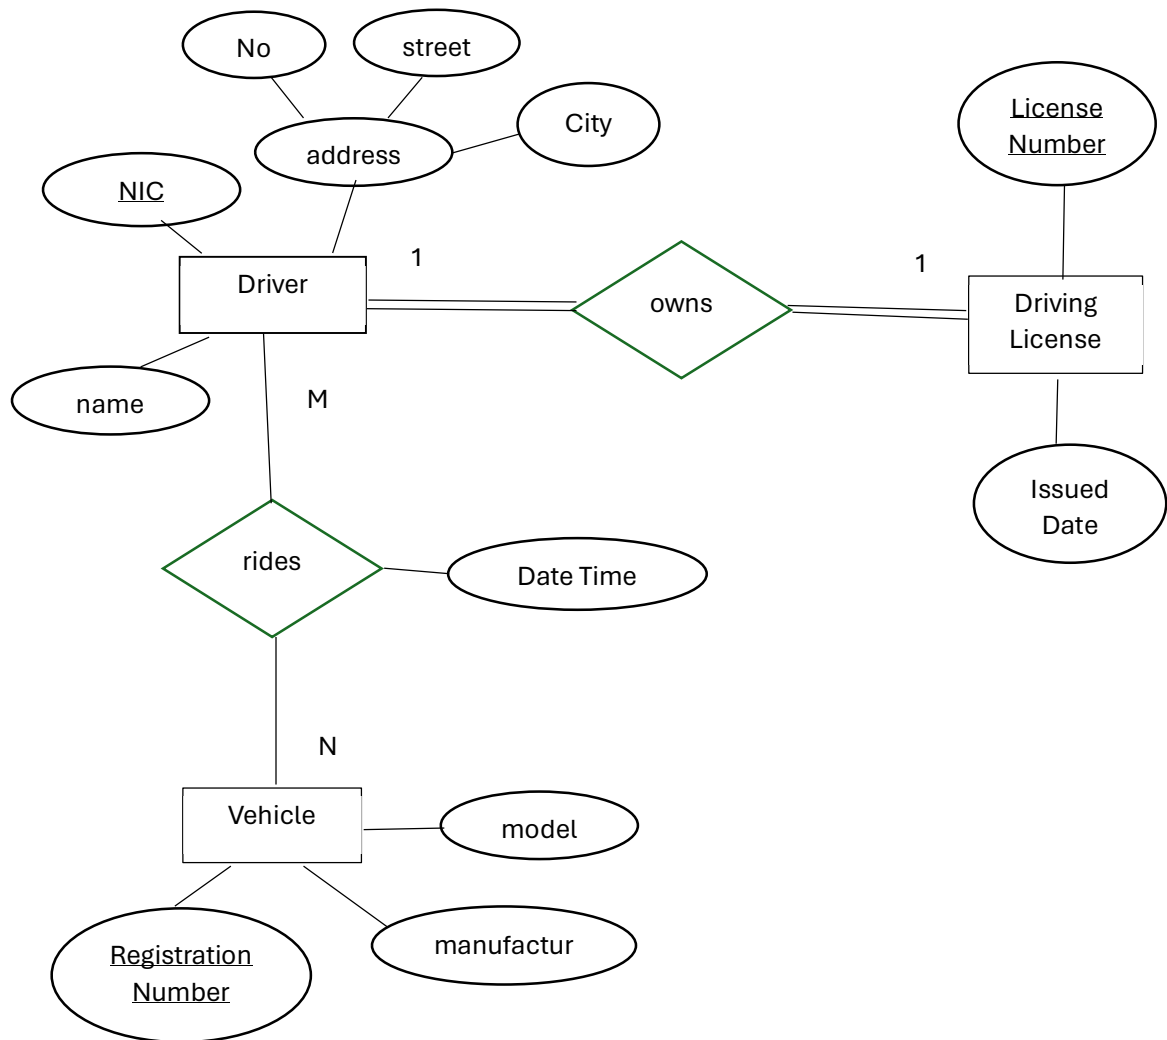 No
street
City
address
License
Number
NIC
1
1
Driver
owns
Driving
License
name
M
Issued
Date
rides
Date Time
N
Vehicle
model
manufactur
Registration
Number